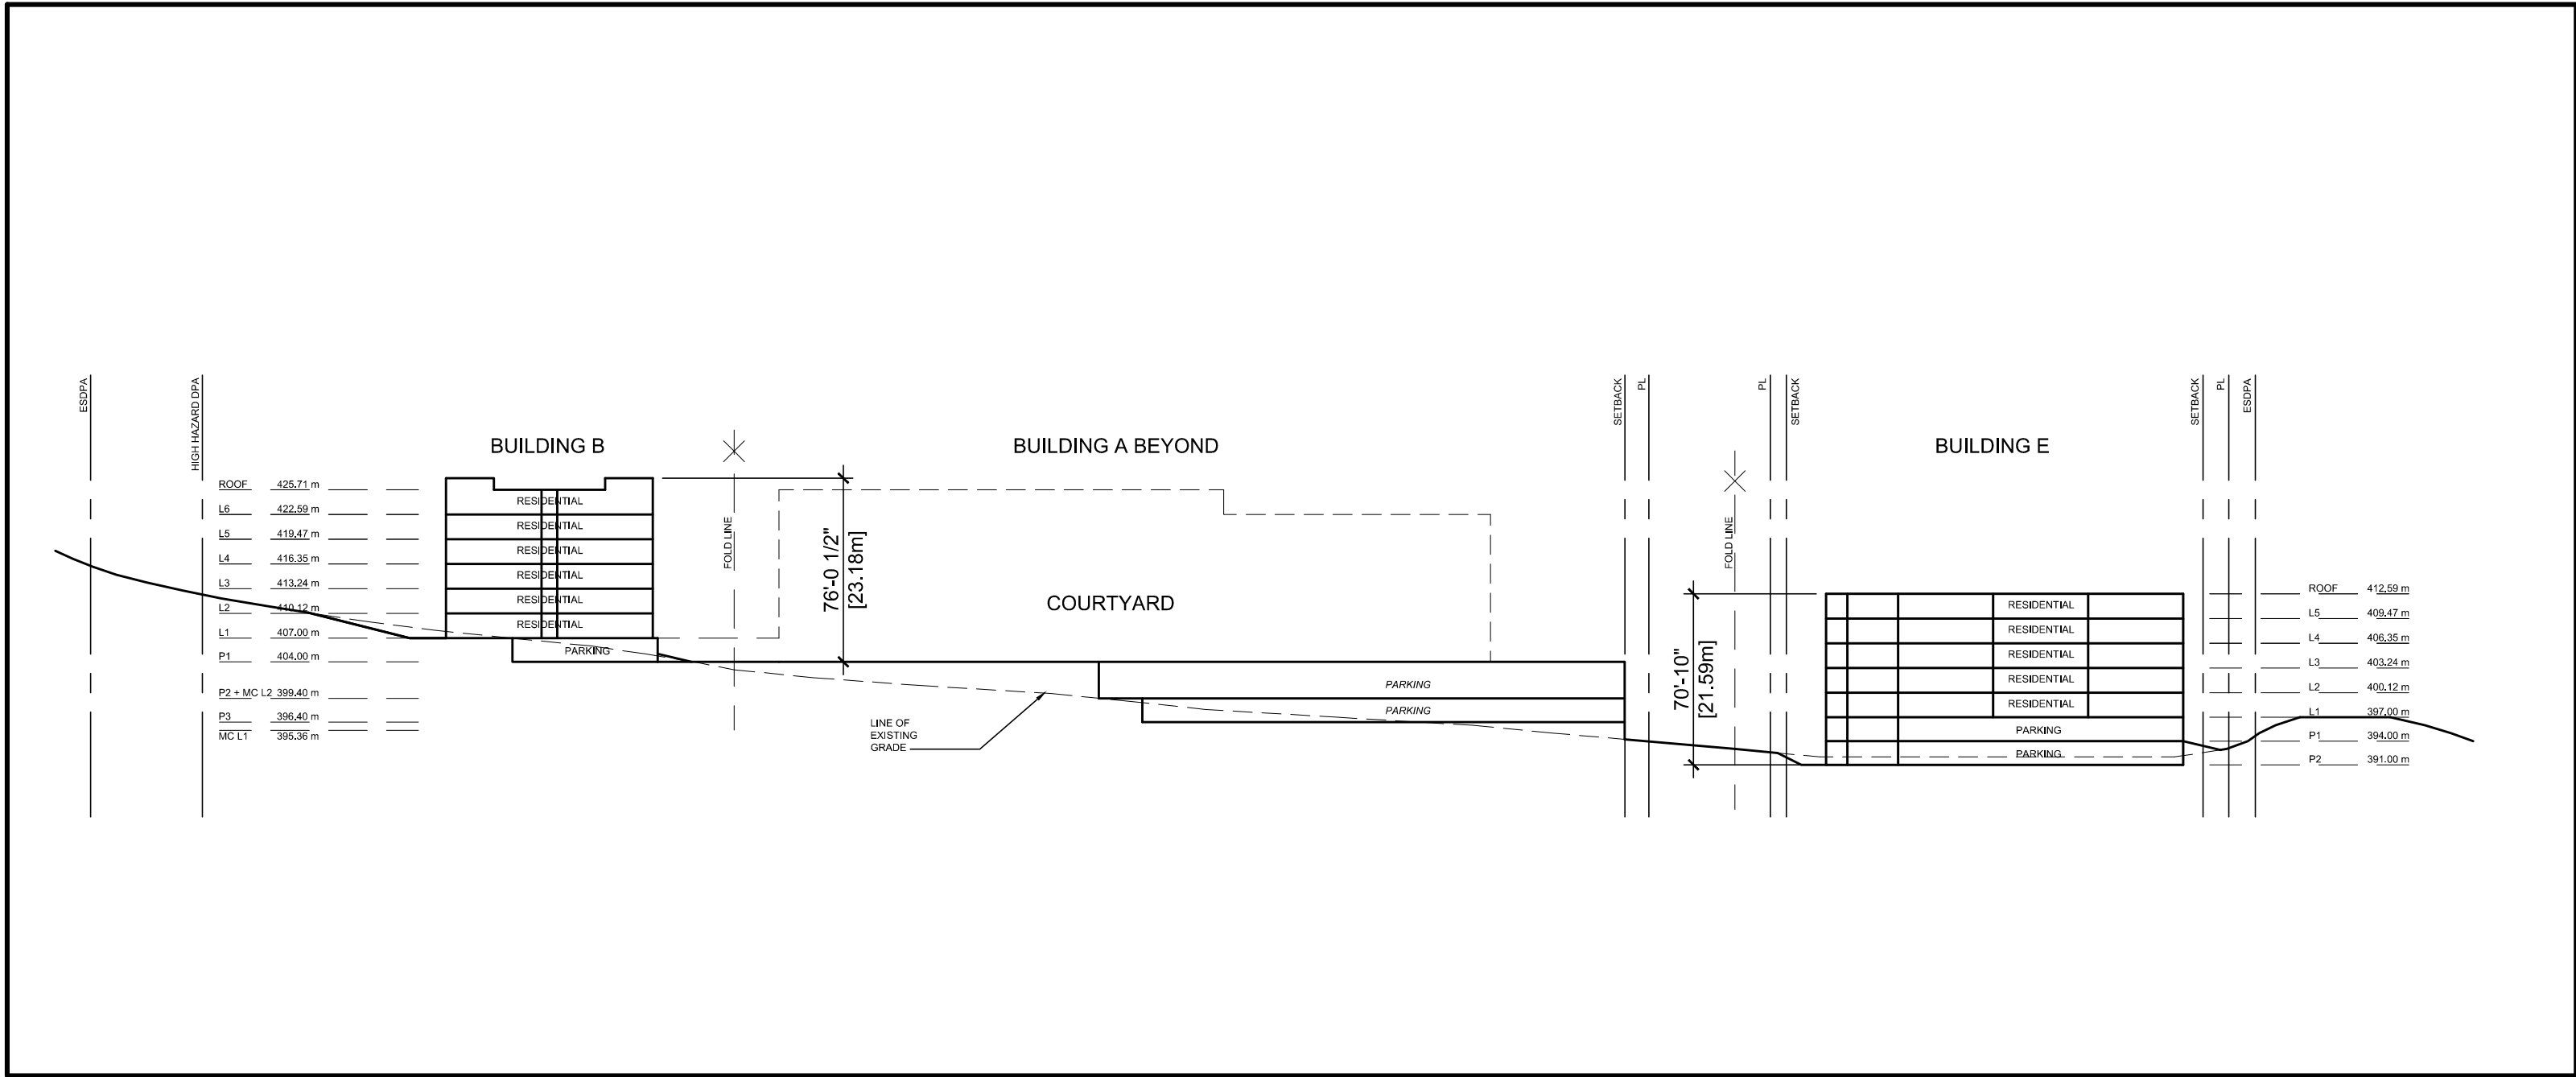 ESDPA
HIGH HAZARD DPA
SETBACK
PL
PL
SETBACK
SETBACK
PL
ESDPA
BUILDING B
BUILDING A BEYOND
BUILDING E
ROOF 425.71 m
L6 422.59 m
L5 419.47 m
L4 416.35 m
L3 413.24 m
L2 410.12 m
L1 407.00 m
P1 404.00 m
P2 + MC L2 399.40 m
P3 396.40 m
MC L1 395.36 m
RESIDENTIAL
RESIDENTIAL
RESIDENTIAL
RESIDENTIAL
RESIDENTIAL
RESIDENTIAL
PARKING
FOLD LINE
76'-0 1/2"
[23.18m]
COURTYARD
PARKING
PARKING
LINE OF
EXISTING
GRADE
FOLD LINE
70'-10"
[21.59m]
RESIDENTIAL
RESIDENTIAL
RESIDENTIAL
RESIDENTIAL
RESIDENTIAL
PARKING
PARKING
ROOF 412.59 m
L5 409.47 m
L4 406.35 m
L3 403.24 m
L2 400.12 m
L1 397.00 m
P1 394.00 m
P2 391.00 m